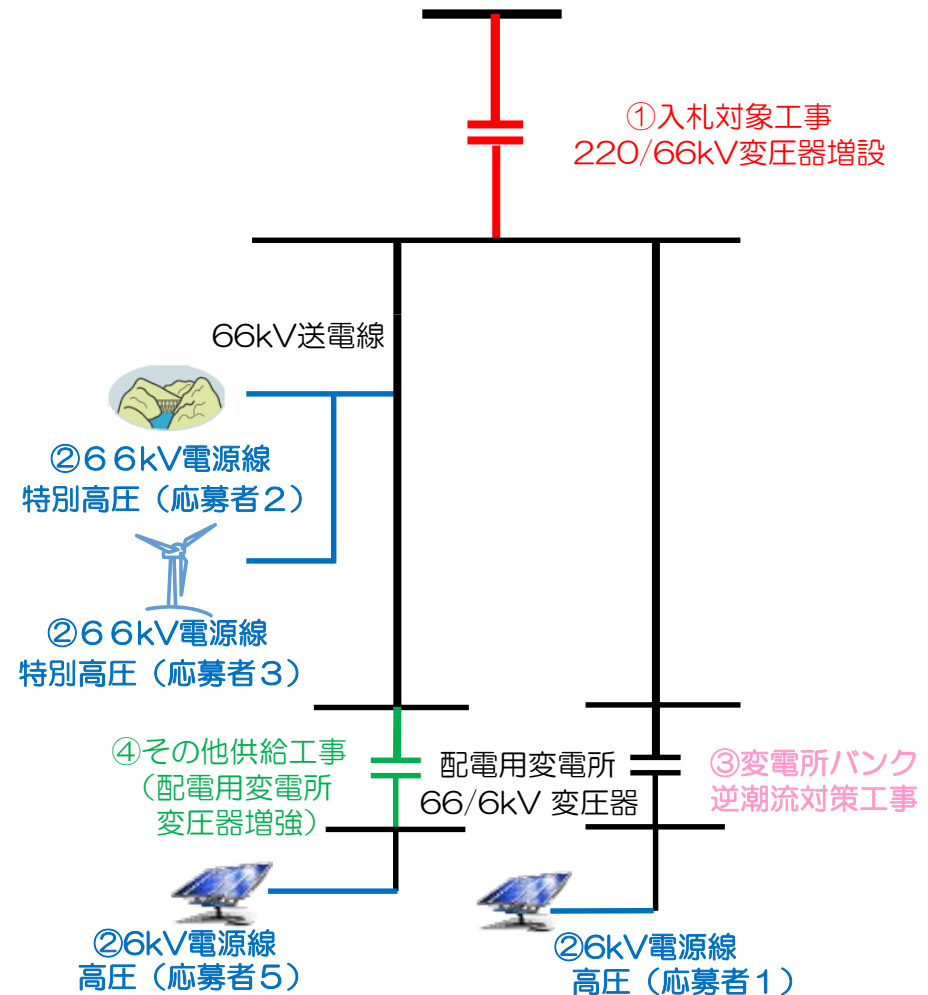 ①入札対象工事
220/66kV変圧器増設
66kV送電線
②66kV電源線
特別高圧（応募者2）
②66kV電源線
特別高圧（応募者3）
④その他供給工事
（配電用変電所
変圧器増強）
配電用変電所
66/6kV 変圧器
③変電所バンク
逆潮流対策工事
②6kV電源線
高圧（応募者5）
②6kV電源線
高圧（応募者1）